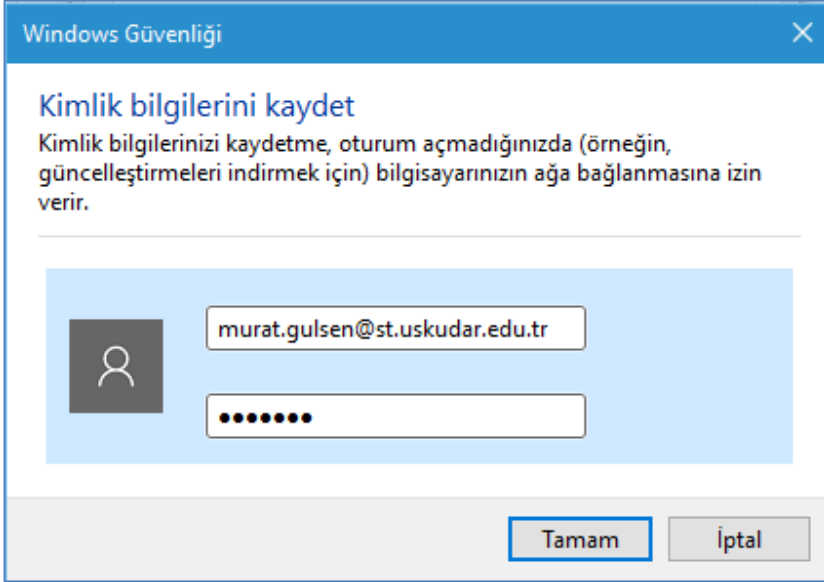 Windows Güvenliği
Kimlik bilgilerini kaydet
Kimlik bilgilerinizi kaydetme, oturum açmadığınızda (örneğin,
güncelleştirmeleri indirmek için) bilgisayarınızın ağa bağlanmasına izin
verir.
murat.gulsen@st.uskudar.edu.tr
●●●●●●●
Tamam İptal